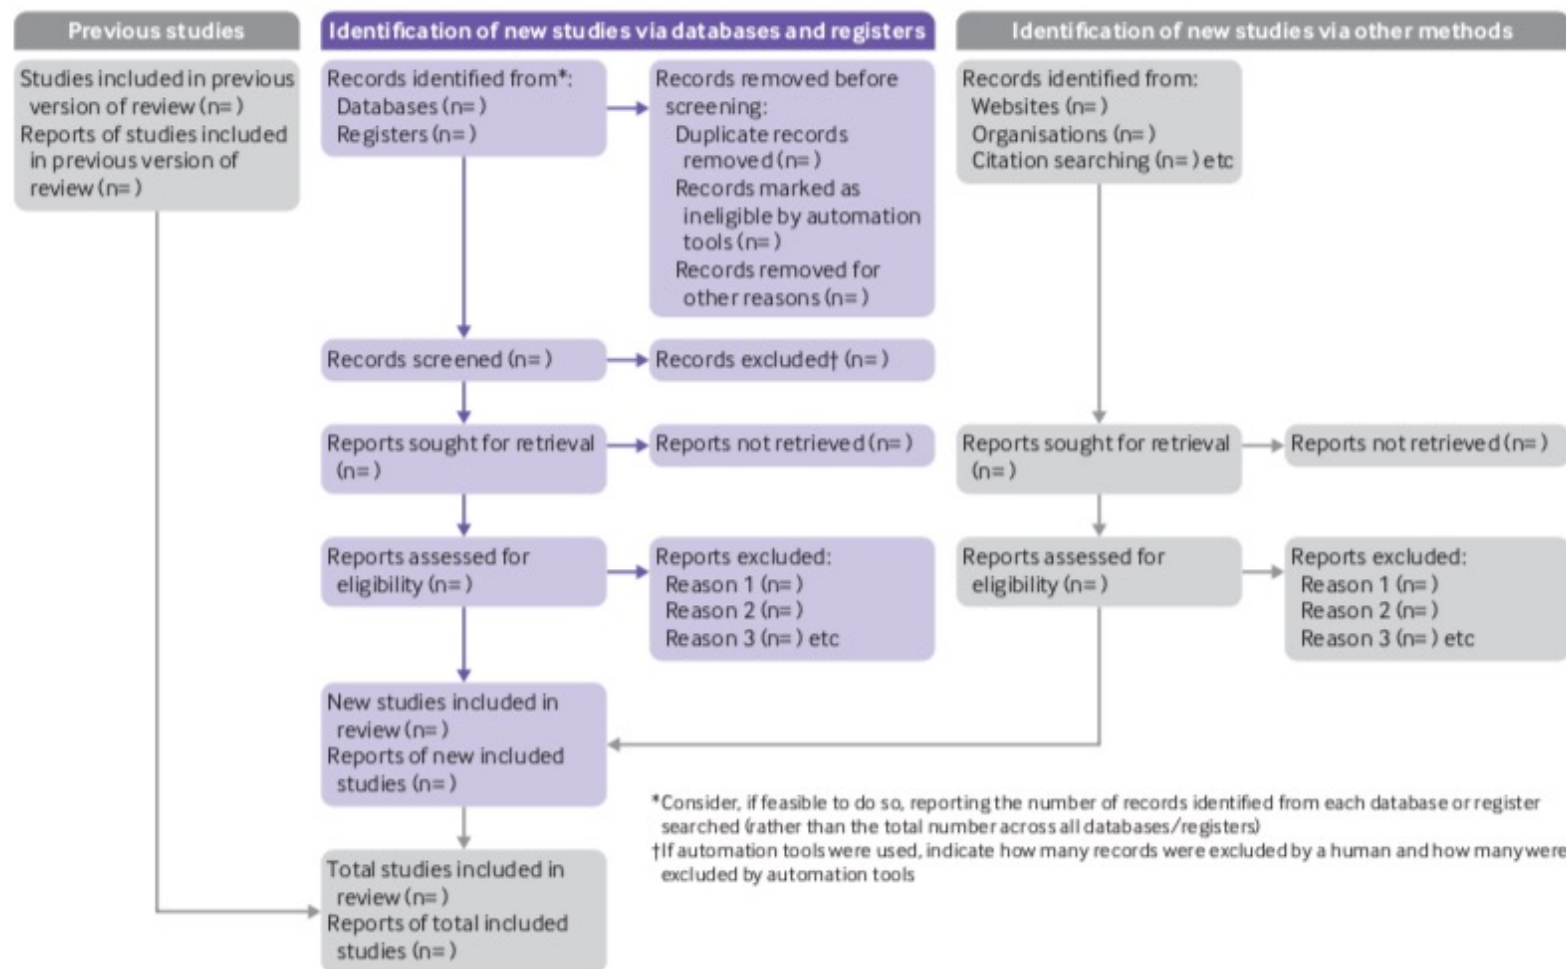 Previous studies
Studies included in previous
version of review (n= )
Reports of studies included
in previous version of
review (n= )
Identification of new studies via databases and registers
Records identified from*:
Databases (n= )
Registers (n= )
Records removed before
screening:
Duplicate records
removed (n= )
Records marked as
ineligible by automation
tools (n= )
Records removed for
other reasons (n= )
Records screened (n= )
Records excluded† (n= )
Reports sought for retrieval
(n= )
Reports not retrieved (n= )
Reports assessed for
eligibility (n= )
Reports excluded:
Reason 1 (n= )
Reason 2 (n= )
Reason 3 (n= ) etc
New studies included in
review (n= )
Reports of new included
studies (n= )
Total studies included in
review (n= )
Reports of total included
studies (n= )
Identification of new studies via other methods
Records identified from:
Websites (n= )
Organisations (n= )
Citation searching (n= ) etc
Reports sought for retrieval
(n= )
Reports not retrieved (n= )
Reports assessed for
eligibility (n= )
Reports excluded:
Reason 1 (n= )
Reason 2 (n= )
Reason 3 (n= ) etc
*Consider, if feasible to do so, reporting the number of records identified from each database or register
searched (rather than the total number across all databases/registers)
†If automation tools were used, indicate how many records were excluded by a human and how many were
excluded by automation tools